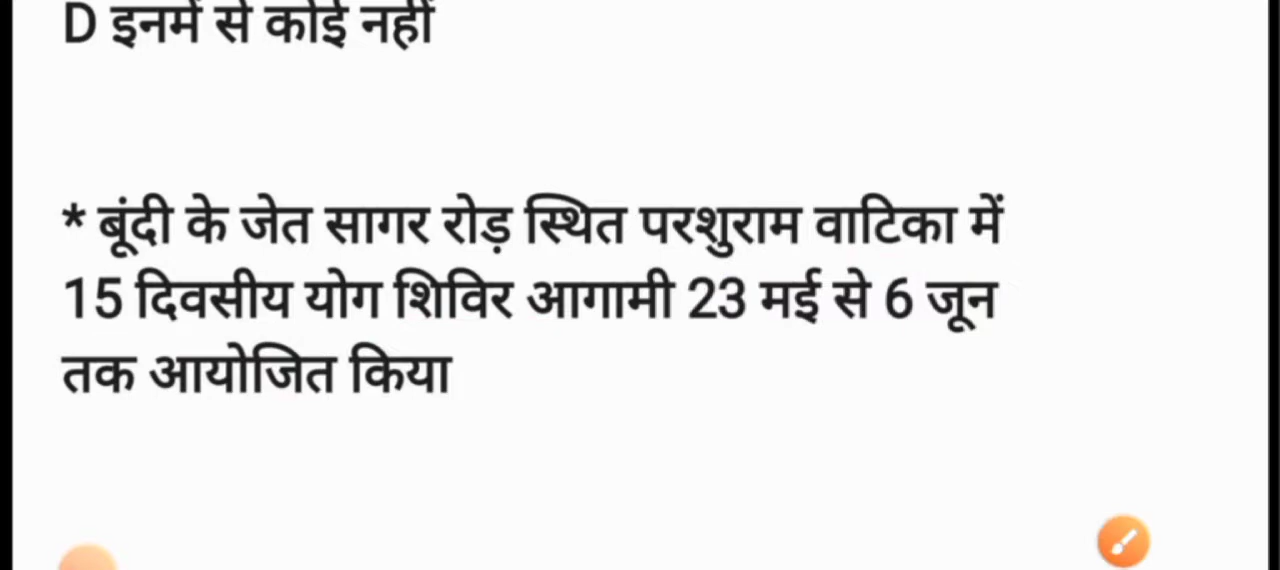 D इनमें से कोई नहीं
* बूंदी के जेत सागर रोड़ स्थित परशुराम वाटिका में
15 दिवसीय योग शिविर आगामी 23 मई से 6 जून
तक आयोजित किया